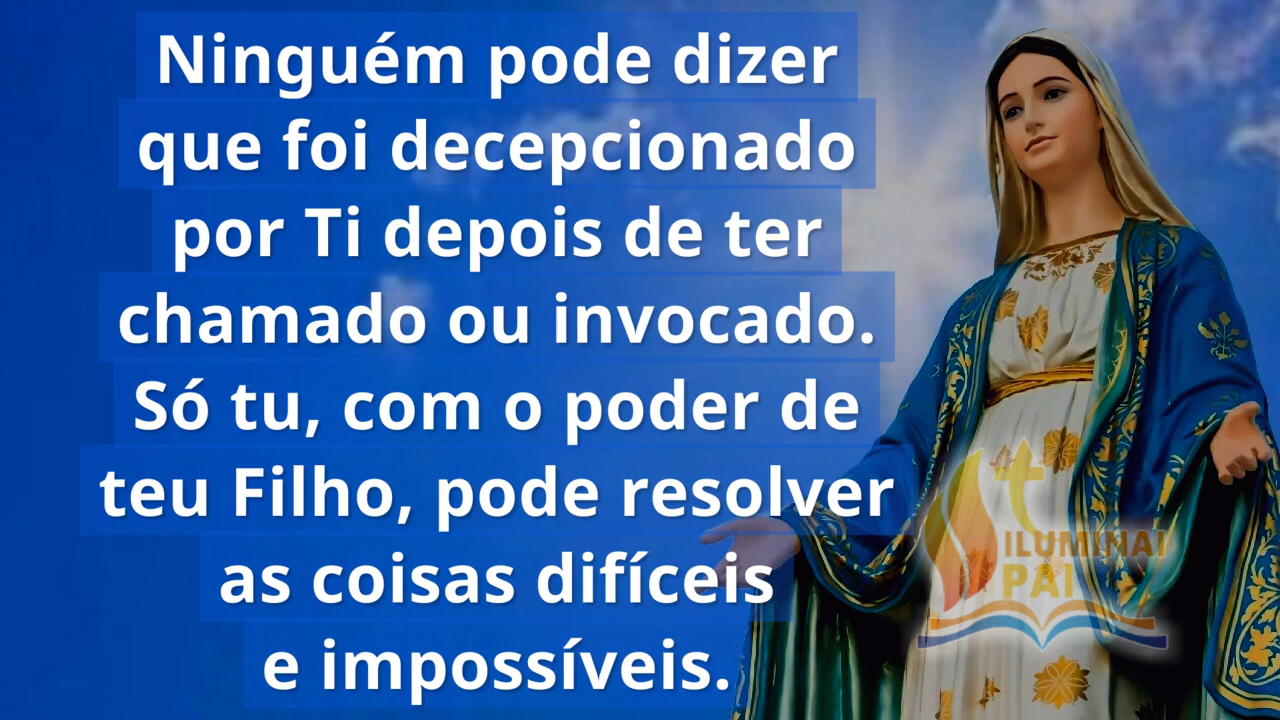 Ninguém pode dizer
que foi decepcionado
por Ti depois de ter
chamado ou invocado.
Só tu, com o poder de
teu Filho, pode resolver
as coisas difíceis
e impossíveis.
ILUMINAI
PAI